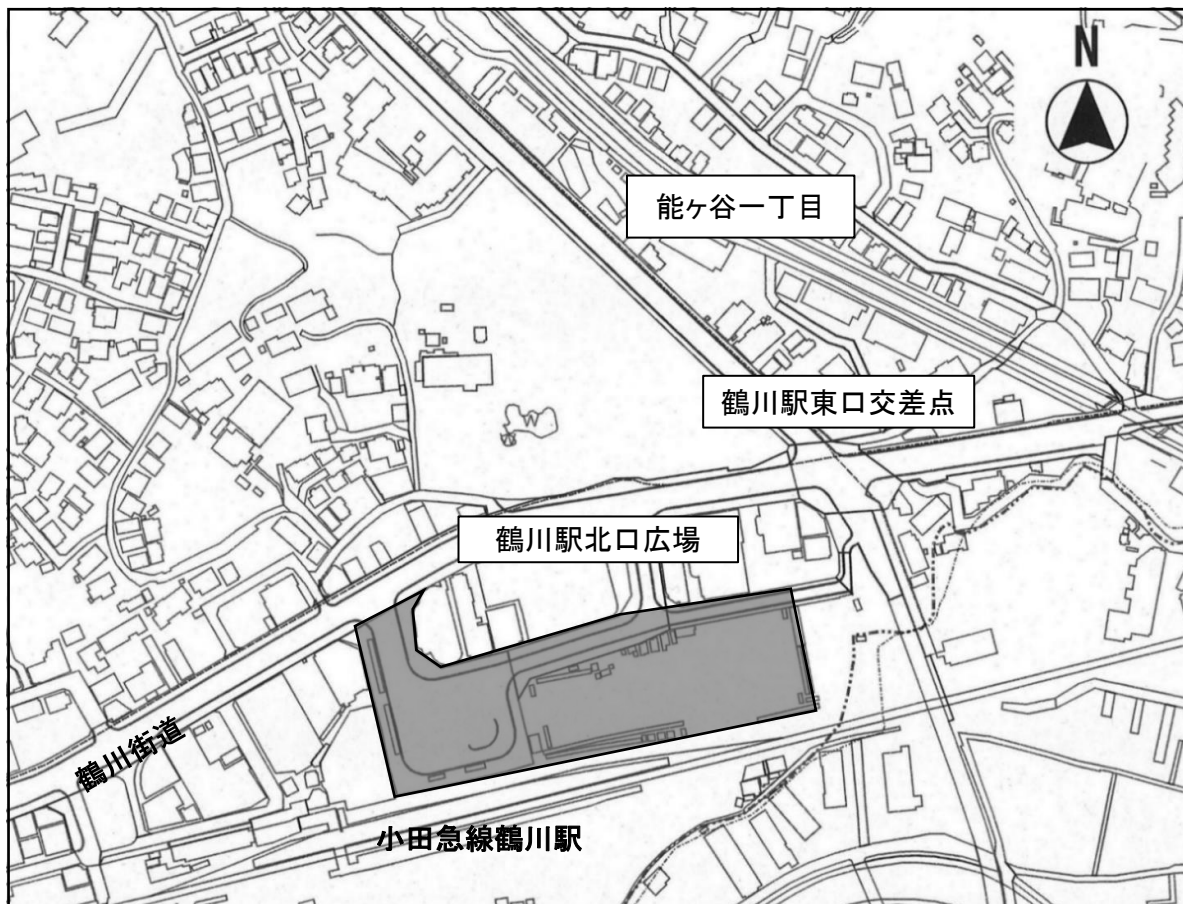 N
能ヶ谷一丁目
鶴川駅東口交差点
鶴川駅北口広場
鶴川街道
小田急線鶴川駅